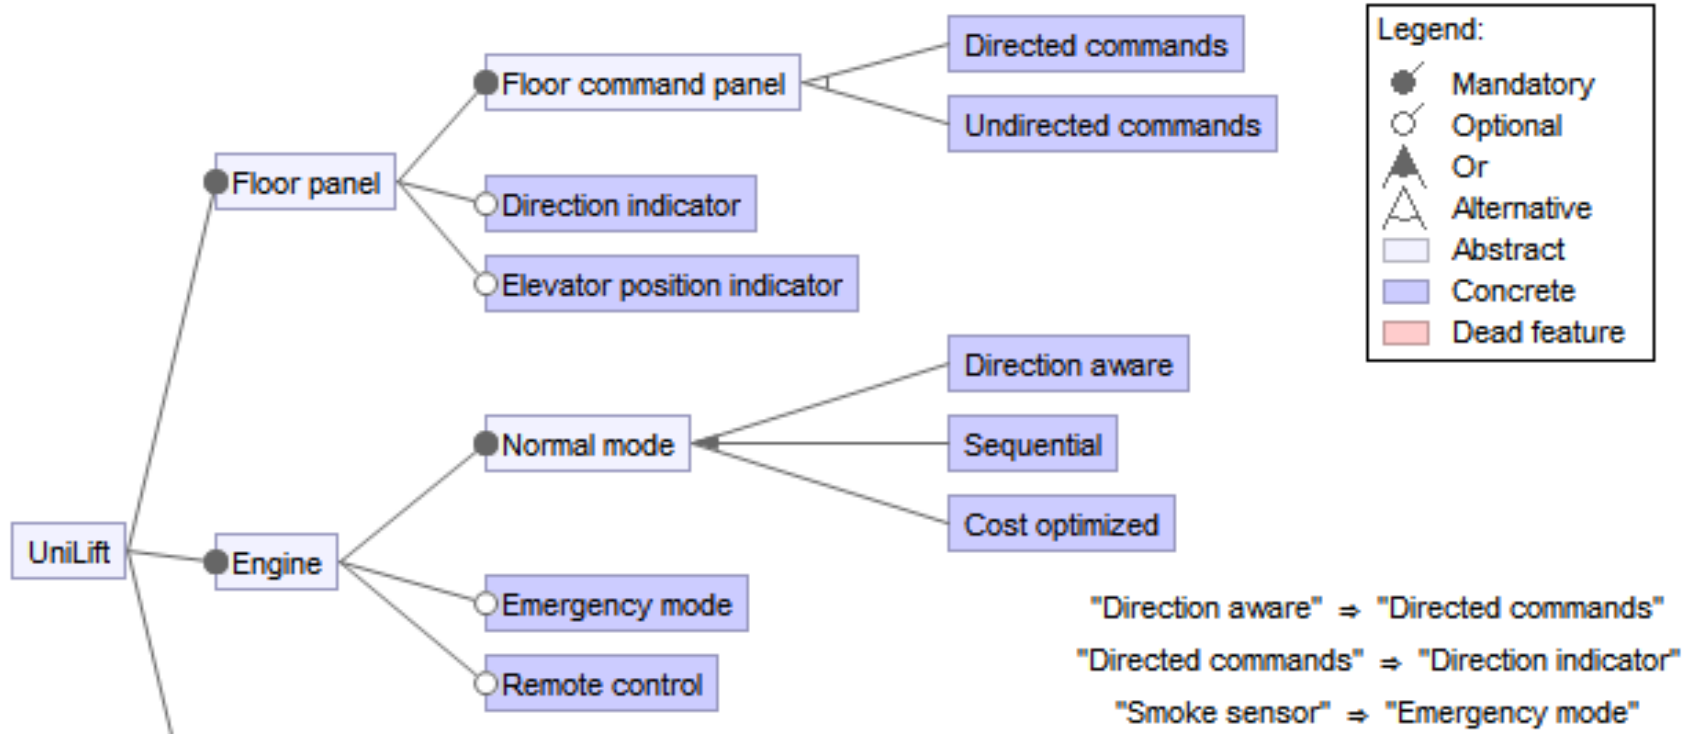 Directed commands
Floor command panel
Undirected commands
Floor panel
Direction indicator
Elevator position indicator
Direction aware
Normal mode
Sequential
Cost optimized
UniLift
Engine
Emergency mode
Remote control
Legend:
Mandatory
Optional
Or
Alternative
Abstract
Concrete
Dead feature
"Direction aware" ⇒ "Directed commands"
"Directed commands" ⇒ "Direction indicator"
"Smoke sensor" ⇒ "Emergency mode"